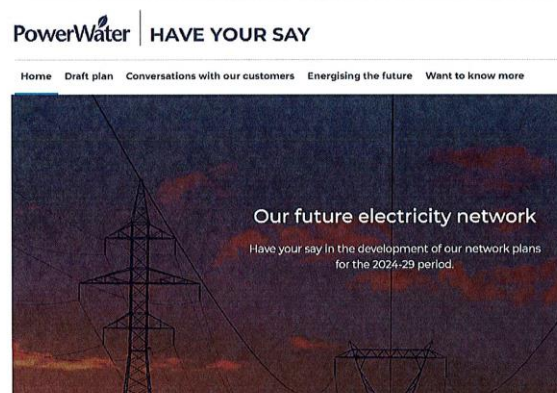 PowerWater
HAVE YOUR SAY
Home Draft plan Conversations with our customers Energising the future Want to know more
Our future electricity network
Have your say in the development of our network plans
for the 2024-29 period.